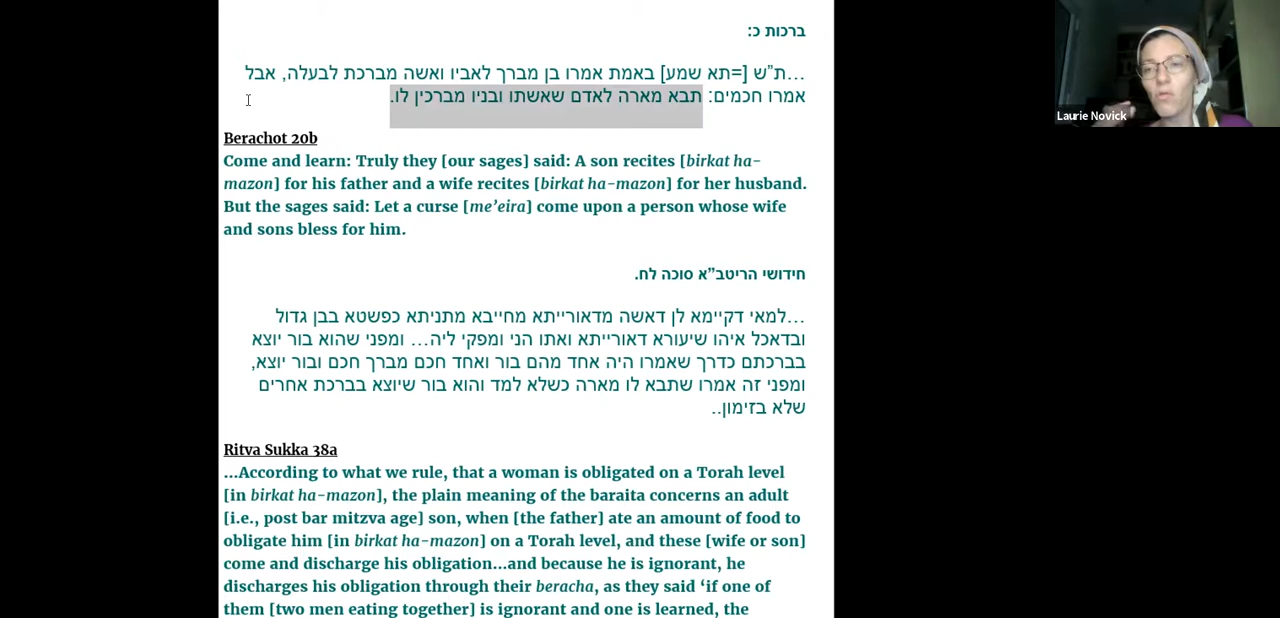 ברכות כ:
...ת"ש [=תא שמע] באמת אמרו בן מברך לאביו ואשה מברכת לבעלה, אבל
אמרו חכמים: תבא מארה לאדם שאשתו ובניו מברכין לו.
Berachot 20b
Come and learn: Truly they [our sages] said: A son recites [birkat ha-
mazon] for his father and a wife recites [birkat ha-mazon] for her husband.
But the sages said: Let a curse [me'eira] come upon a person whose wife
and sons bless for him.
חידושי הריטב"א סוכה לח.
...למאי דקיימא לן דאשה מדאורייתא מחייבא מתניתא כפשטא בבן גדול
ובדאכל איהו שיעורא דאורייתא ואתו הני ומפקי ליה... ומפני שהוא בור יוצא
בברכתם כדרך שאמרו היה אחד מהם בור ואחד חכם מברך חכם ובור יוצא,
ומפני זה אמרו שתבא לו מארה כשלא למד והוא בור שיוצא בברכת אחרים
שלא בזימון..
Ritva Sukka 38a
...According to what we rule, that a woman is obligated on a Torah level
[in birkat ha-mazon], the plain meaning of the baraita concerns an adult
[i.e., post bar mitzva age] son, when [the father] ate an amount of food to
obligate him [in birkat ha-mazon] on a Torah level, and these [wife or son]
come and discharge his obligation...and because he is ignorant, he
discharges his obligation through their beracha, as they said 'if one of
them [two men eating together] is ignorant and one is learned, the
Laurie Novick